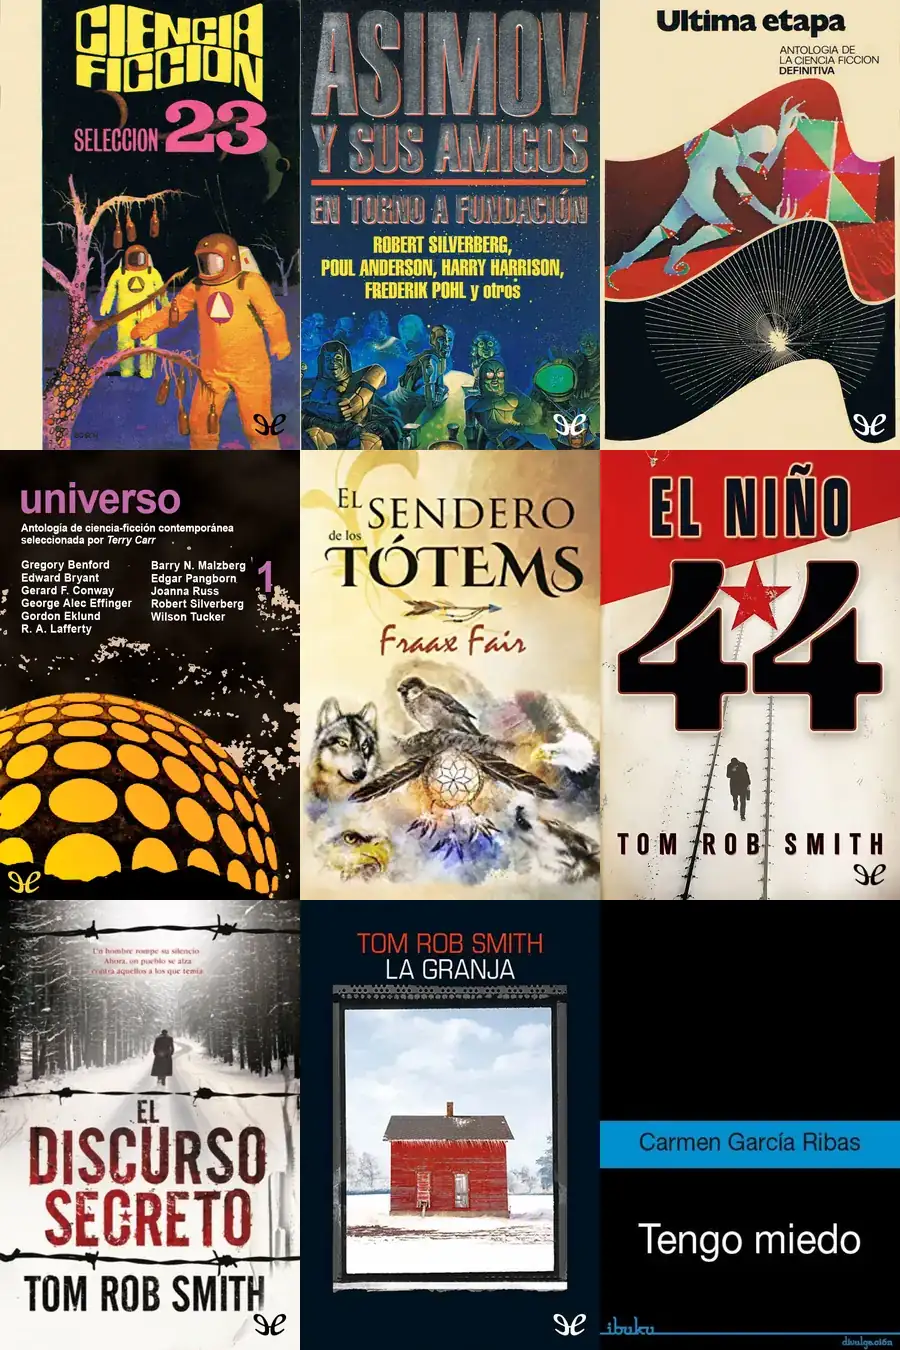 CIENCIA
FICCION
SELECCION 23
ASIMOV
Y SUS AMIGOS
EN TORNO A FUNDACIÓN
ROBERT SILVERBERG,
POUL ANDERSON, HARRY HARRISON,
FREDERIK POHL y otros
Ultima etapa
ANTOLOGIA DE
LA CIENCIA FICCION
DEFINITIVA
universo
Antología de ciencia-ficción contemporánea
seleccionada por Terry Carr
Gregory Benford
Edward Bryant
Gerard F. Conway
George Alec Effinger
Gordon Eklund
R. A. Lafferty
Barry N. Malzberg
Edgar Pangborn
Joanna Russ
Robert Silverberg
Wilson Tucker
1
EL SENDERO
de los
TÓTEMS
Fraax Fair
EL NIÑO
44
TOM ROB SMITH
Un hombre rompe su silencio
Ahora, un pueblo se alza
contra aquellos a los que temía
EL
DISCURSO
SECRETO
TOM ROB SMITH
TOM ROB SMITH
LA GRANJA
Carmen García Ribas
Tengo miedo
ibuku
divulgación